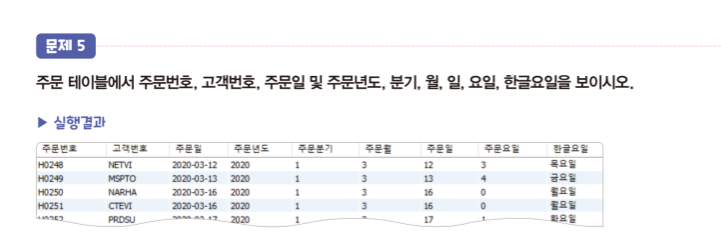 문제 5
주문 테이블에서 주문번호, 고객번호, 주문일 및 주문년도, 분기, 월, 일, 요일, 한글요일을 보이시오.
▶ 실행결과
주문번호 고객번호 주문일 주문년도 주문분기 주문월 주문일 주문요일 한글요일
H0248 NETVI 2020-03-12 2020 1 3 12 3 목요일
H0249 MSPTO 2020-03-13 2020 1 3 13 4 금요일
H0250 NARHA 2020-03-16 2020 1 3 16 0 월요일
H0251 CTEVI 2020-03-16 2020 1 3 16 0 월요일
H0252 PRDSU 2020-03-17 2020 1 3 17 1 화요일